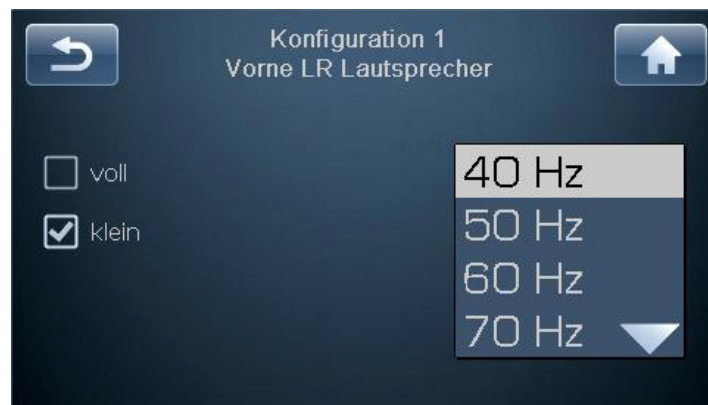 Konfiguration 1
Vorne LR Lautsprecher
voll
klein
40 Hz
50 Hz
60 Hz
70 Hz